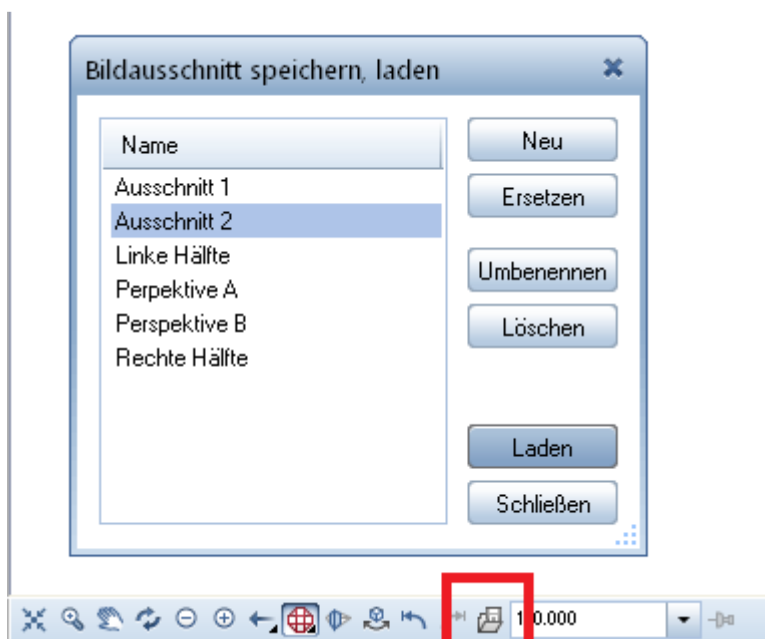 Bildausschnitt speichern, laden
Name
Ausschnitt 1
Ausschnitt 2
Linke Hälfte
Perpektive A
Perspektive B
Rechte Hälfte
Neu
Ersetzen
Umbenennen
Löschen
Laden
Schließen